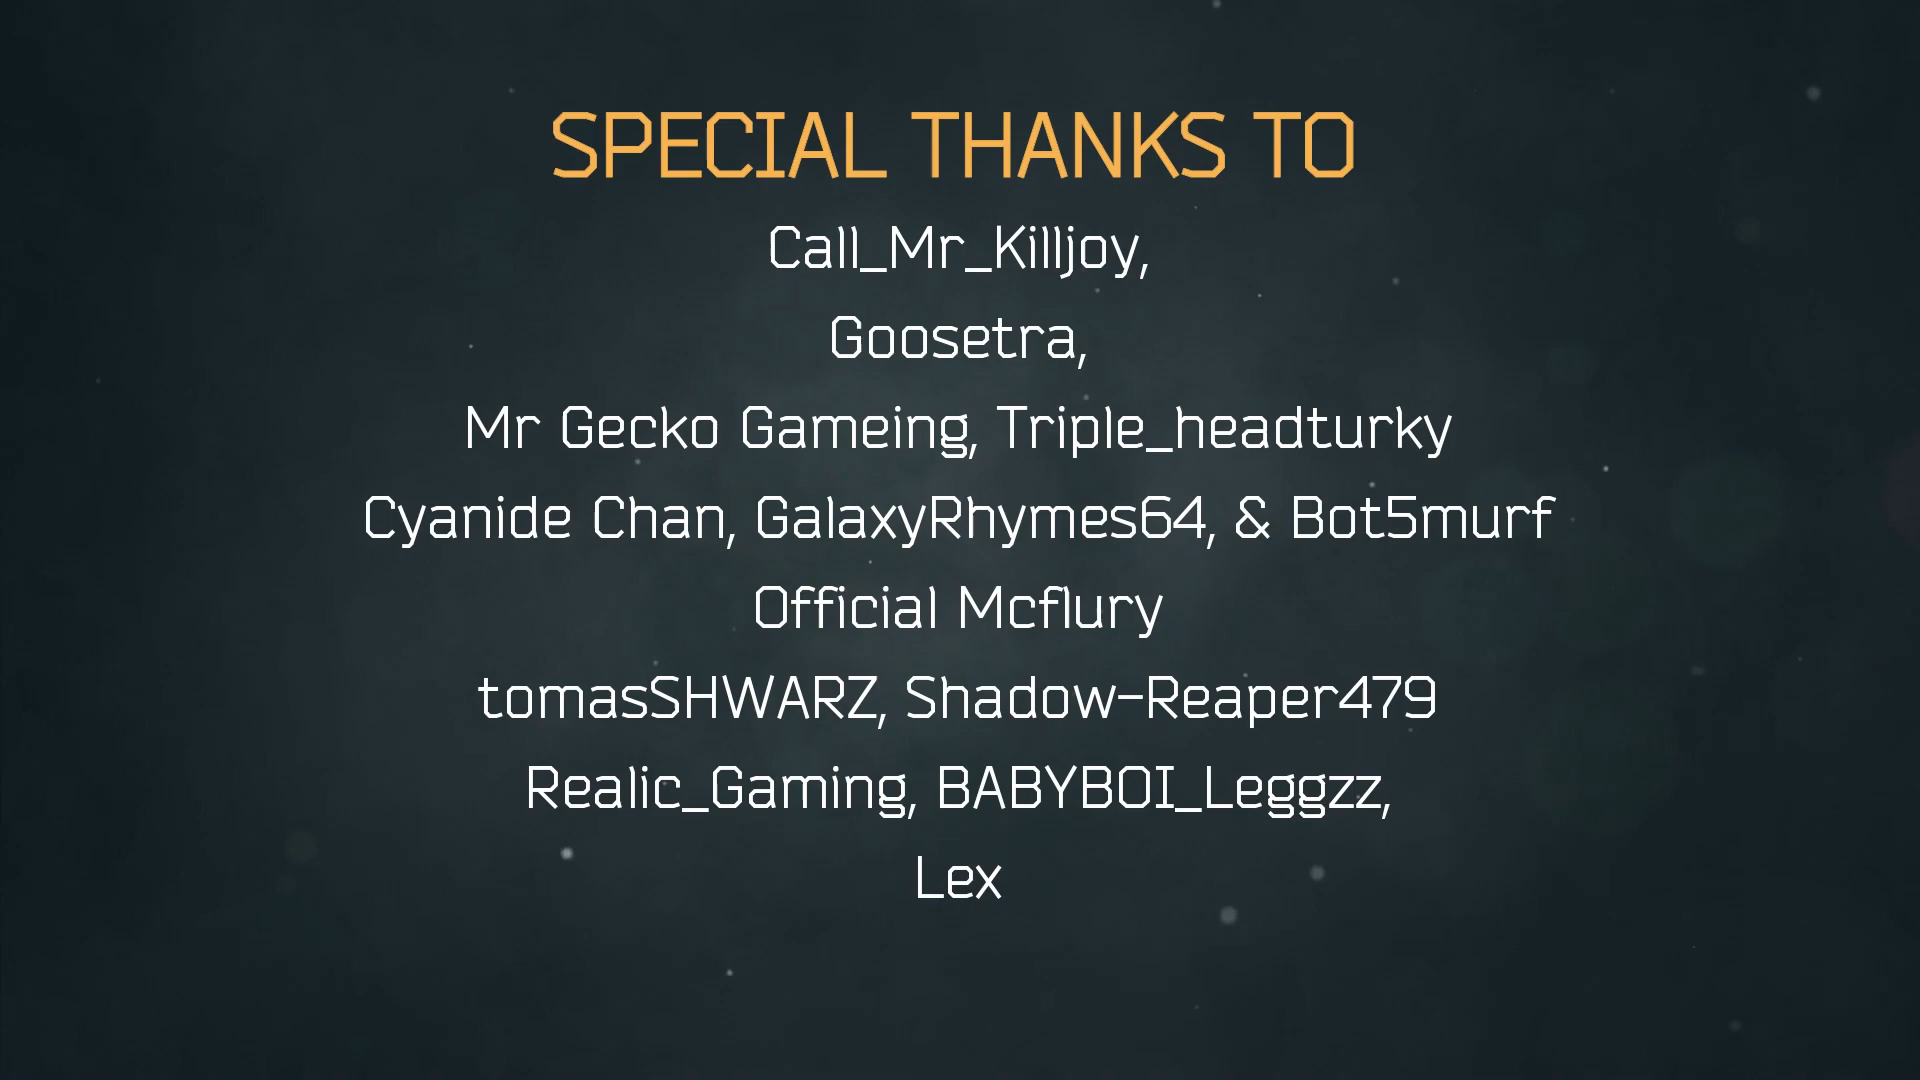 SPECIAL THANKS TO
Call_Mr_Killjoy,
Goosetra,
Mr Gecko Gameing, Triple_headturky
Cyanide Chan, GalaxyRhymes64, & Bot5murf
Official Mcflury
tomasSHWARZ, Shadow-Reaper479
Realic_Gaming, BABYBOI_Leggzz,
Lex